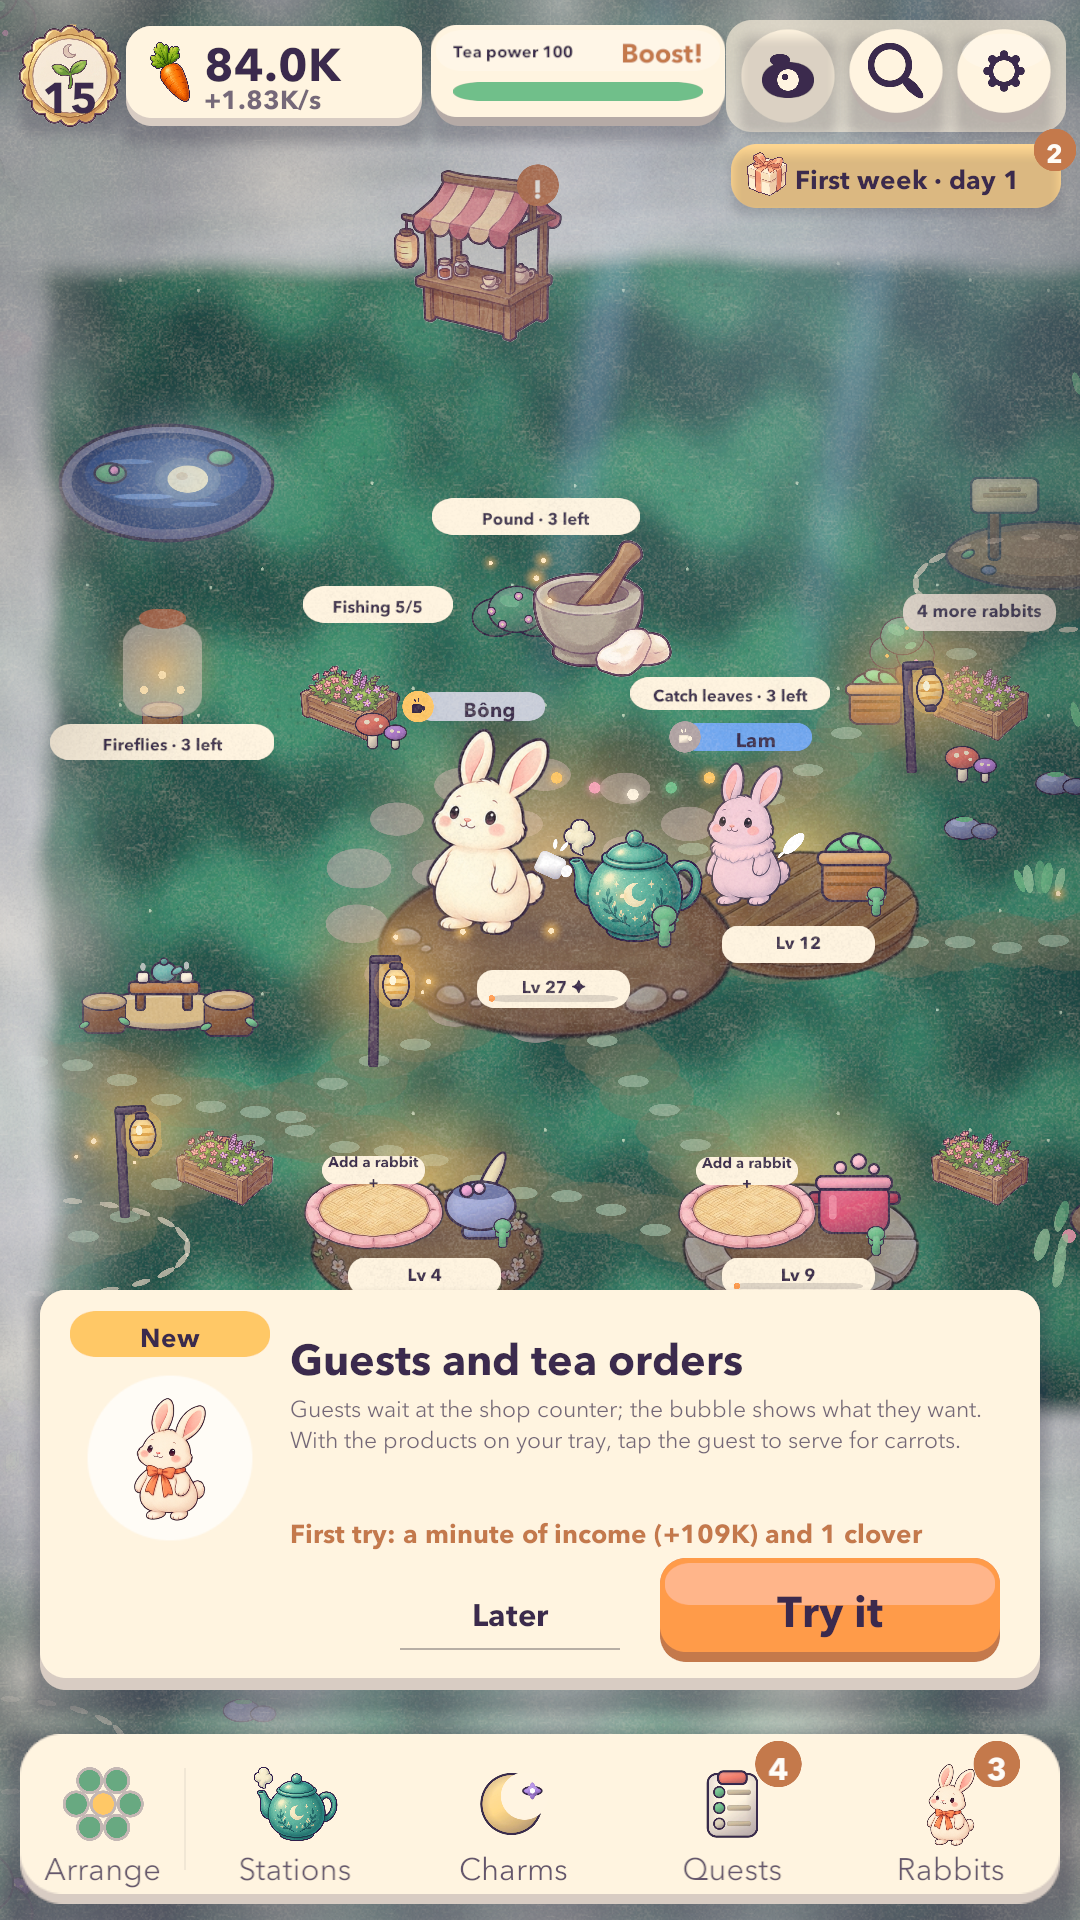 15
84.0K
+1.83K/s
Tea power 100
Boost!
2
First week · day 1
!
Pound · 3 left
Fishing 5/5
4 more rabbits
Catch leaves · 3 left
Bông
Lam
Fireflies · 3 left
Lv 12
Lv 27 ✦
Add a rabbit
+
Add a rabbit
+
Lv 4
Lv 9
New
Guests and tea orders
Guests wait at the shop counter; the bubble shows what they want.
With the products on your tray, tap the guest to serve for carrots.
First try: a minute of income (+109K) and 1 clover
Later
Try it
4
3
Arrange
Stations
Charms
Quests
Rabbits